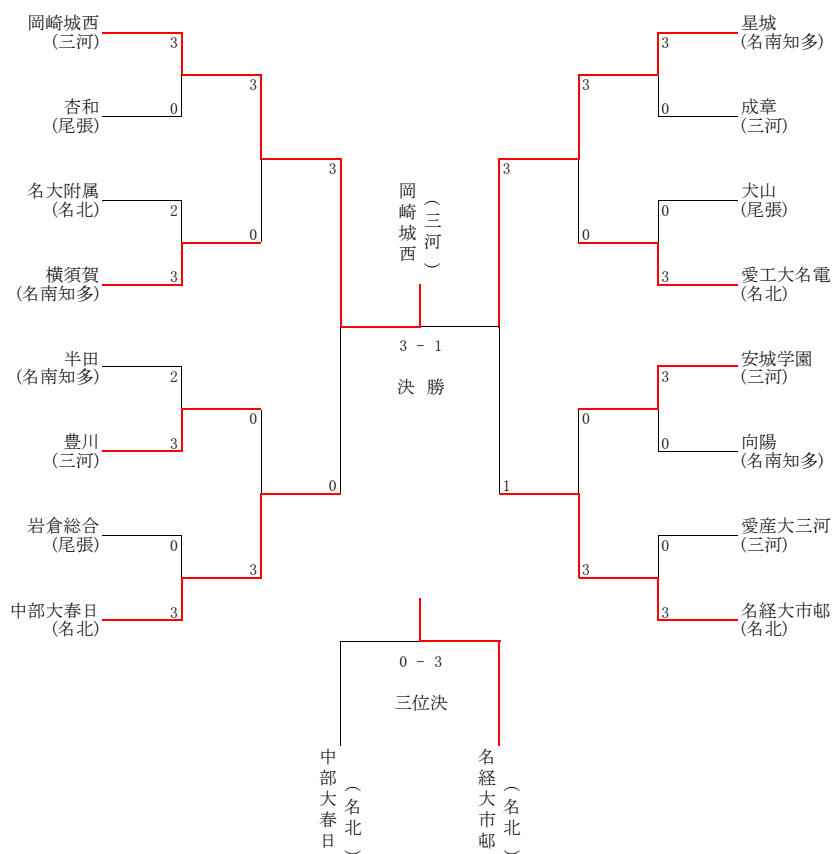 岡崎城西
(三河)
3
杏和
(尾張)
0
3
名大附属
(名北)
2
横須賀
(名南知多)
3
0
3
半田
(名南知多)
2
豊川
(三河)
3
0
岩倉総合
(尾張)
0
中部大春日
(名北)
3
3
0
岡崎城西
(三河)
3 - 1
決 勝
星城
(名南知多)
3
成章
(三河)
0
3
犬山
(尾張)
0
愛工大名電
(名北)
3
0
3
安城学園
(三河)
3
向陽
(名南知多)
0
0
愛産大三河
(三河)
0
名経大市邨
(名北)
3
3
1
0 - 3
三位決
中部大春日
(名北)
名経大市邨
(名北)